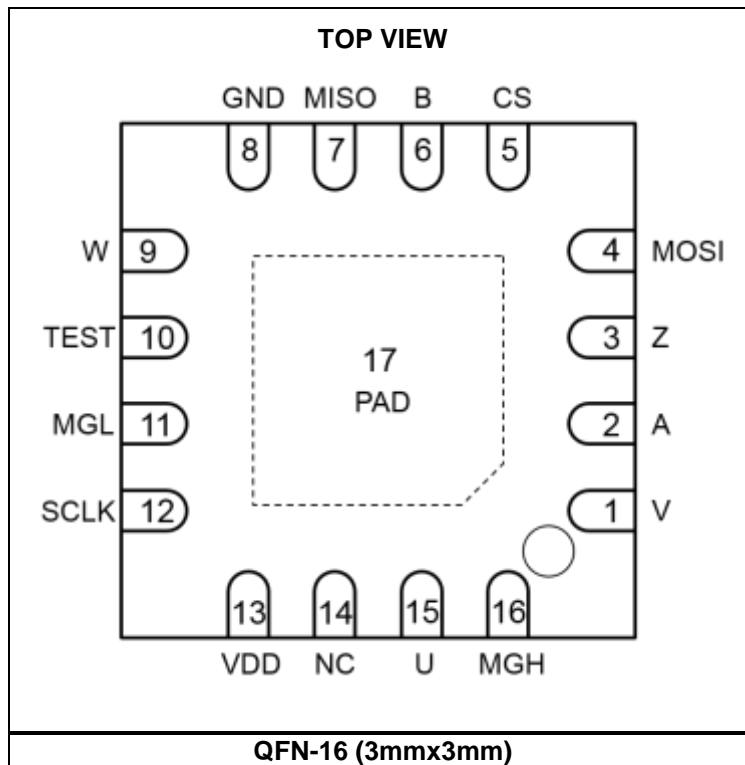 TOP VIEW
GND MISO B CS
8 7 6 5
W 9 4 MOSI
TEST 10 3 Z
17
PAD
MGL 11 2 A
SCLK 12 1 V
13 14 15 16
VDD NC U MGH
QFN-16 (3mmx3mm)